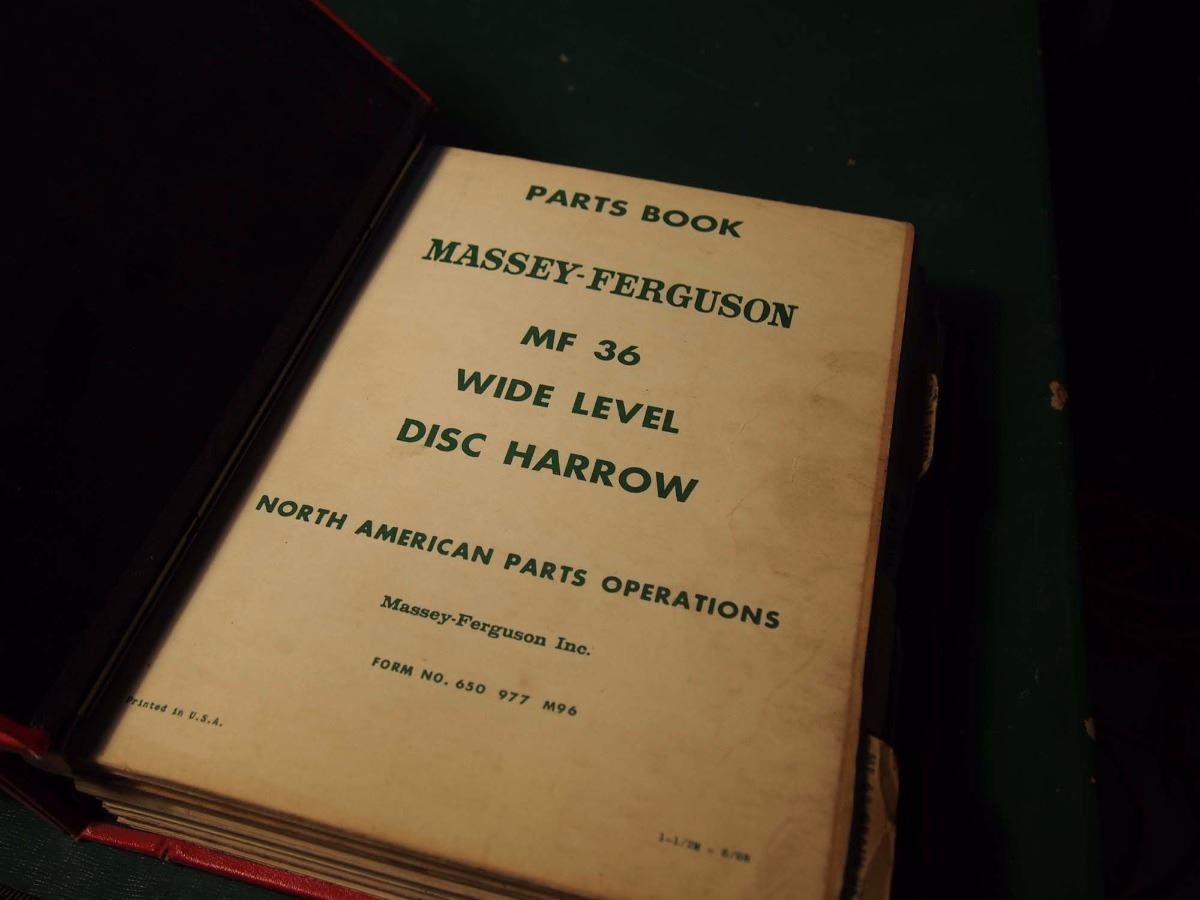 PARTS BOOK
MASSEY-FERGUSON
MF 36
WIDE LEVEL
DISC HARROW
NORTH AMERICAN PARTS OPERATIONS
Massey-Ferguson Inc.
FORM NO. 650 977 M96
Printed in U.S.A.